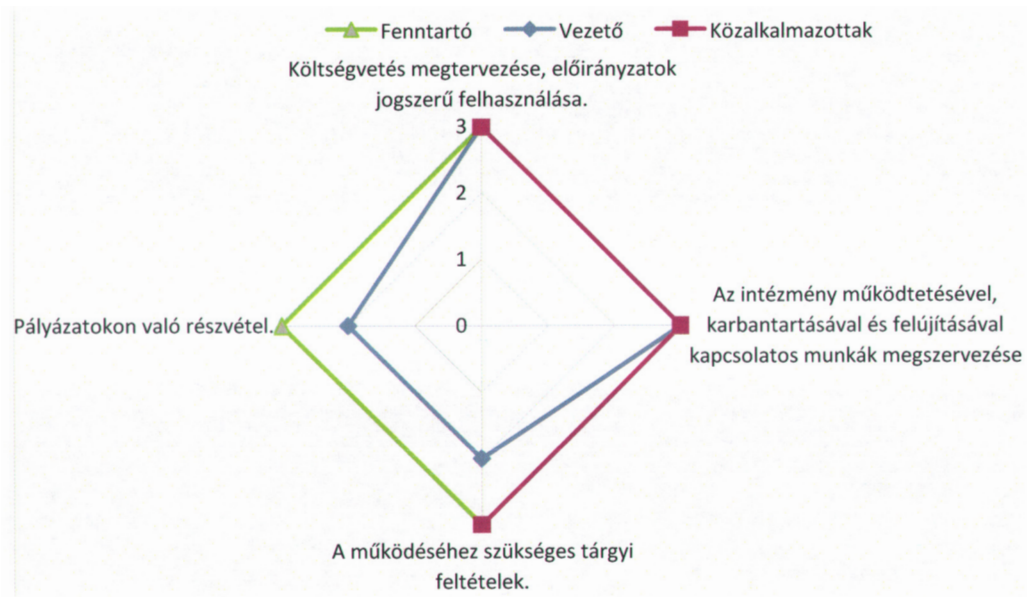 Fenntartó Vezető Közalkalmazottak
Költségvetés megtervezése, előirányzatok
jogszerű felhasználása.
3
2
1
0
Az intézmény működtetésével,
karbantartásával és felújításával
kapcsolatos munkák megszervezése
Pályázatokon való részvétel.
A működéséhez szükséges tárgyi
feltételek.